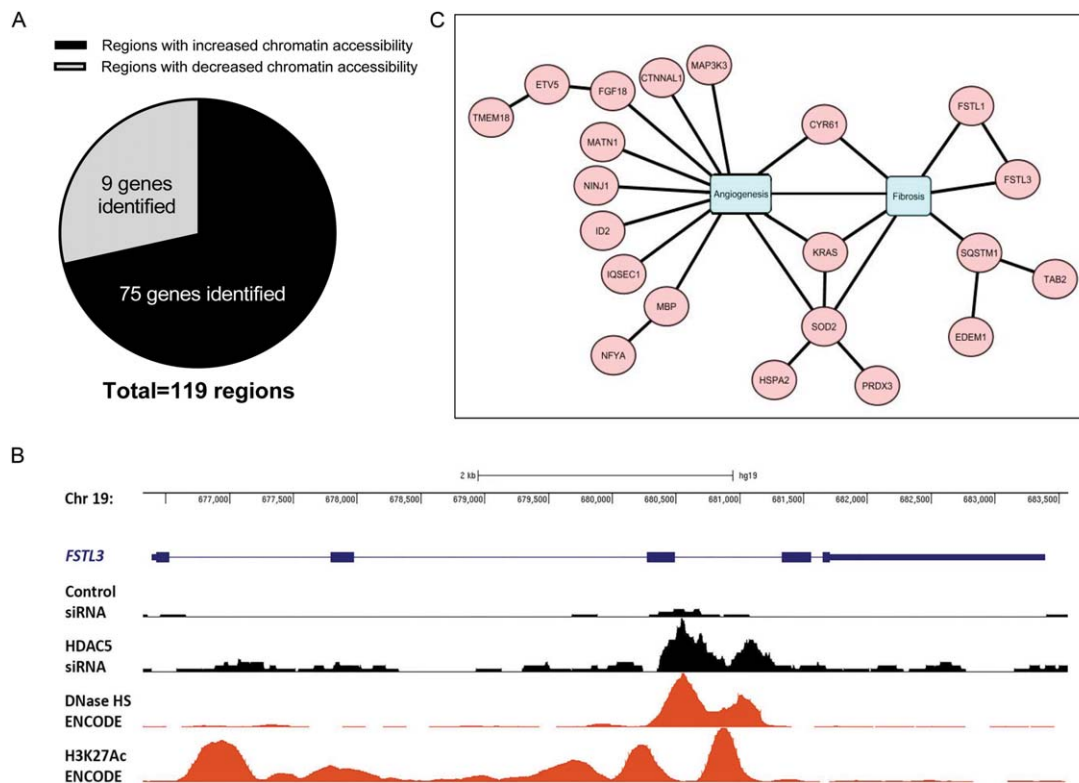 A
Regions with increased chromatin accessibility
Regions with decreased chromatin accessibility
9 genes
identified
75 genes identified
Total=119 regions
C
MAP3K3
CTNNAL1
ETV5
FGF18
TMEM18
CYR61
FSTL1
MATN1
FSTL3
NINJ1
Angiogenesis
Fibrosis
ID2
KRAS
SQSTM1
IQSEC1
TAB2
MBP
SOD2
NFYA
EDEM1
HSPA2
PRDX3
B
2 kb
hg19
Chr 19:
677,000
677,500
678,000
678,500
679,000
679,500
680,000
680,500
681,000
681,500
682,000
682,500
683,000
683,500
FSTL3
Control
siRNA
HDAC5
siRNA
DNase HS
ENCODE
H3K27Ac
ENCODE